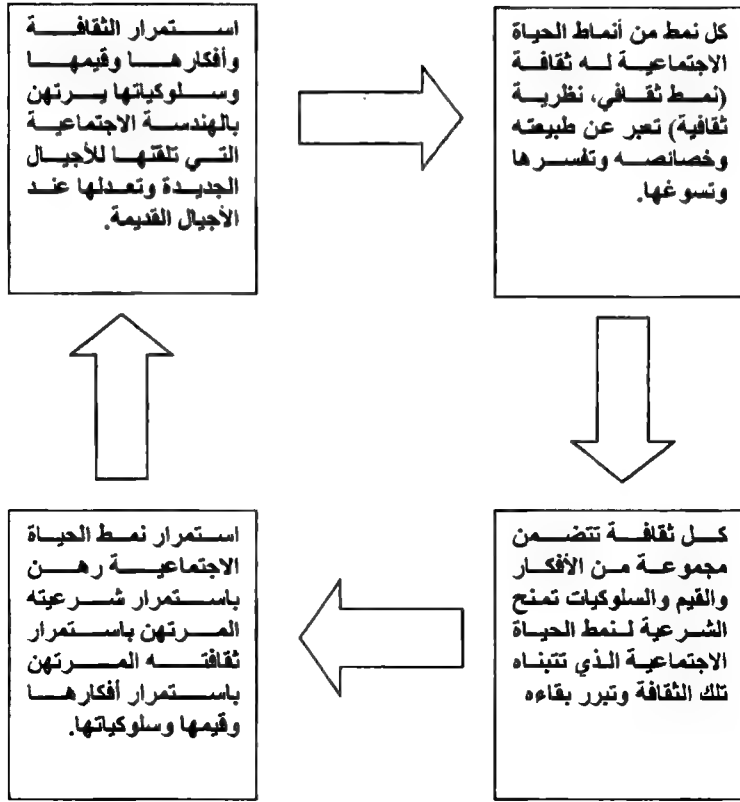 كل نمط من أنماط الحياة
الاجتماعية له ثقافة
(نمط ثقافي، نظرية
ثقافية) تعبر عن طبيعته
وخصائصه وتفسرها
وتسوغها.
كل ثقافة تتضمن
مجموعة من الأفكار
والقيم والسلوكيات تمنح
الشرعية لنمط الحياة
الاجتماعية الذي تتبناه
تلك الثقافة وتبرر بقاءه
استمرار نمط الحياة
الاجتماعية رهن
باستمرار شرعيته
المرتهن باستمرار
ثقافته المرتهن
باستمرار أفكارها
وقيمها وسلوكياتها.
استمرار الثقافة
وأفكارها وقيمها
وسلوكياتها يرتهن
بالهندسة الاجتماعية
التي تلقنها للأجيال
الجديدة وتعدلها عند
الأجيال القديمة.